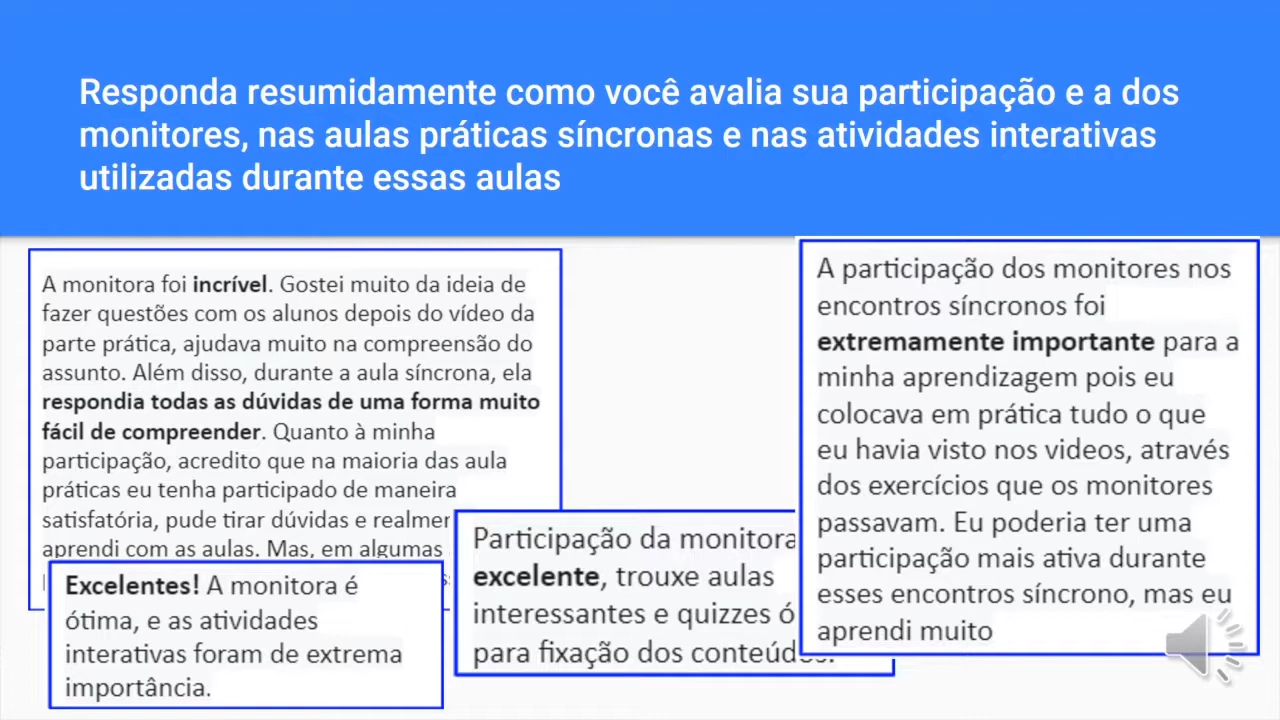 Responda resumidamente como você avalia sua participação e a dos
monitores, nas aulas práticas síncronas e nas atividades interativas
utilizadas durante essas aulas
A monitora foi incrível. Gostei muito da ideia de
fazer questões com os alunos depois do vídeo da
parte prática, ajudava muito na compreensão do
assunto. Além disso, durante a aula síncrona, ela
respondia todas as dúvidas de uma forma muito
fácil de compreender. Quanto à minha
participação, acredito que na maioria das aula
práticas eu tenha participado de maneira
satisfatória, pude tirar dúvidas e
aprendi com as aulas. Mas, em algumas
Excelentes! A monitora é
ótima, e as atividades
interativas foram de extrema
importância.
Participação da monitora
excelente, trouxe aulas
interessantes e quizzes
para fixação dos conteúdos.
A participação dos monitores nos
encontros síncronos foi
extremamente importante para a
minha aprendizagem pois eu
colocava em prática tudo o que
eu havia visto nos videos, através
dos exercícios que os monitores
passavam. Eu poderia ter uma
participação mais ativa durante
esses encontros síncrono, mas eu
aprendi muito